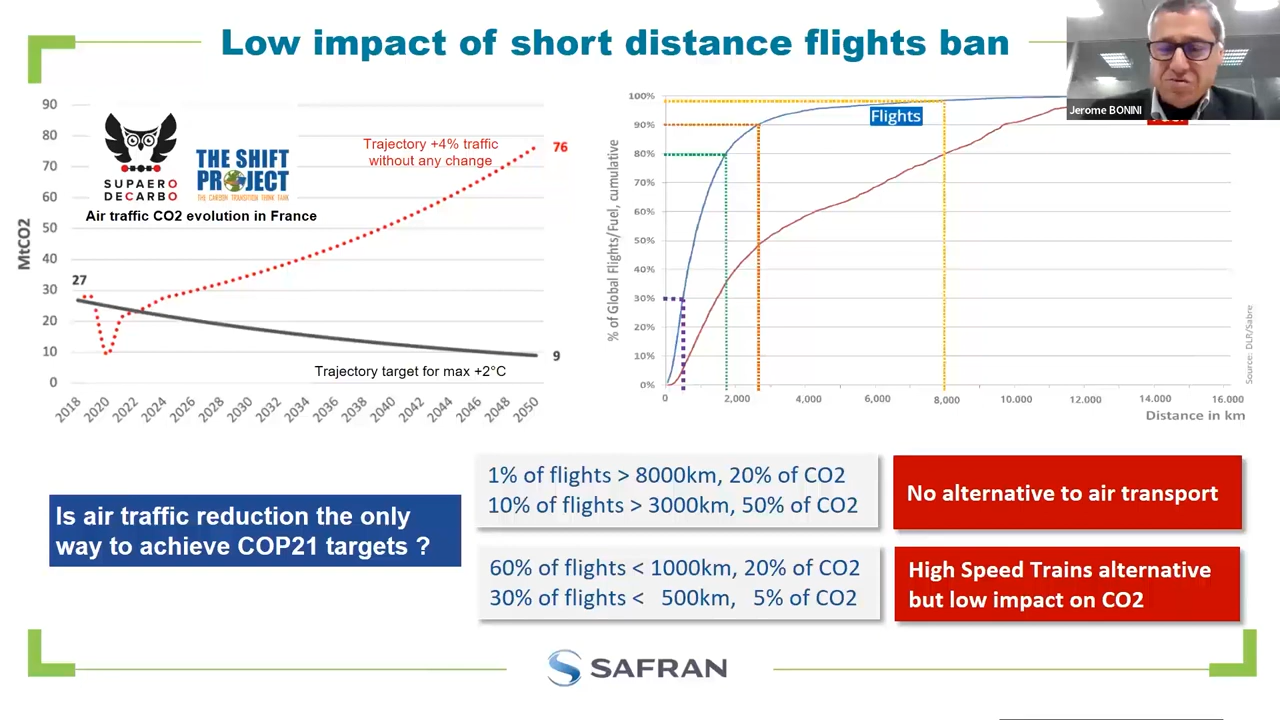 Low impact of short distance flights ban
Jerome BONINI
90
80
70
60
50
40
30
20
10
0
MtCO2
SUPAERO
DECARBO
THE SHIFT
PROJECT
THE CARBON TRANSITION THINK TANK
Air traffic CO2 evolution in France
Trajectory +4% traffic
without any change
76
27
9
Trajectory target for max +2°C
2018
2020
2022
2024
2026
2028
2030
2032
2034
2036
2038
2040
2042
2044
2046
2048
2050
% of Global Flights/Fuel, cumulative
100%
90%
80%
70%
60%
50%
40%
30%
20%
10%
0%
Flights
0
2,000
4,000
6,000
8,000
10.000
12.000
14.000
16.000
Distance in km
Source: DLR/Sabre
Is air traffic reduction the only
way to achieve COP21 targets ?
1% of flights > 8000km, 20% of CO2
10% of flights > 3000km, 50% of CO2
No alternative to air transport
60% of flights < 1000km, 20% of CO2
30% of flights < 500km, 5% of CO2
High Speed Trains alternative
but low impact on CO2
SAFRAN